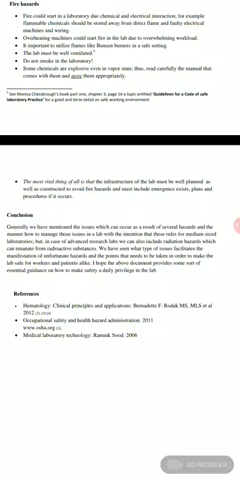 Fire hazards
• Fire could start in a laboratory due chemical and electrical interaction; for example
flammable chemicals should be stored away from direct flame and faulty electrical
machines and wiring.
• Overheating machines could start fire in the lab due to overwhelming workload.
• It important to utilize flames like Bunsen burners in a safe setting.
• The lab must be well ventilated.5
• Do not smoke in the laboratory!
• Some chemicals are explosive even in vapor state; thus, read carefully the manual that
comes with them and store them appropriately.
5 See Monica Cheesbrough's book part one; chapter 3; page 54 a topic entitled "Guidelines for a Code of safe
laboratory Practice" for a good and terse detail on safe working environment.
• The most vital thing of all is that the infrastructure of the lab must be well planned as
well as constructed to avoid fire hazards and must include emergence exists, plans and
procedures if it occurs.
Conclusion
Generally we have mentioned the issues which can occur as a result of several hazards and the
manner how to manage those issues in a lab with the intention that these rules for medium sized
laboratories; but, in case of advanced research labs we can also include radiation hazards which
can emanate from radioactive substances. We have seen what type of issues facilitates the
manifestation of unfortunate hazards and the points that needs to be taken in order to make the
lab safe for workers and patients alike. I hope the above document provides some sort of
essential guidance on how to make safety a daily privilege in the lab.
References
• Hematology: Clinical principles and applications: Bernadette F. Rodak MS, MLS et al
2012
• Occupational safety and health hazard administration: 2011
www.osha.org
• Medical laboratory technology: Ramnik Sood: 2006